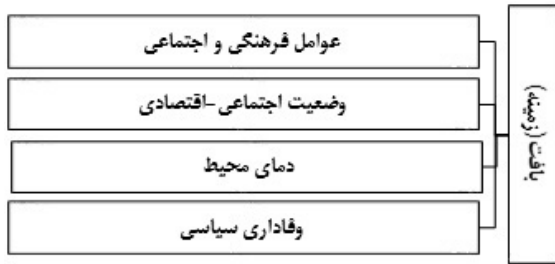 بافت (زمینه)
عوامل فرهنگی و اجتماعی
وضعیت اجتماعی-اقتصادی
دمای محیط
وفاداری سیاسی